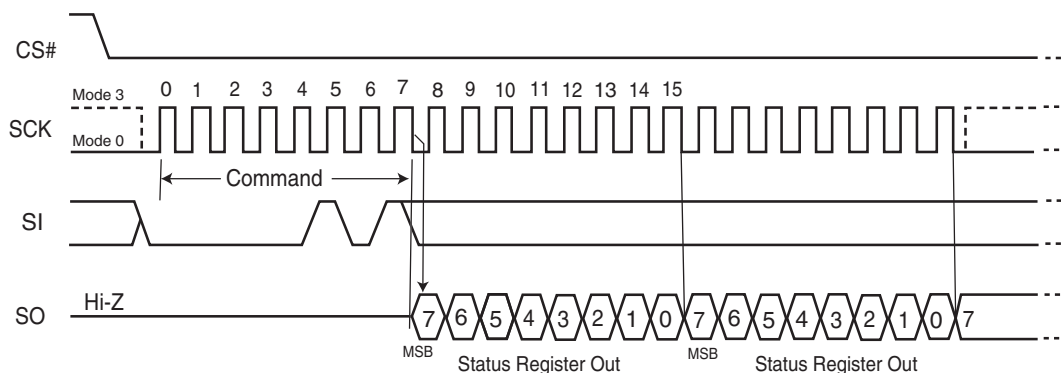 CS#
Mode 3
0 1 2 3 4 5 6 7 8 9 10 11 12 13 14 15
SCK
Mode 0
Command
SI
Hi-Z
SO
7 6 5 4 3 2 1 0 7 6 5 4 3 2 1 0 7
MSB Status Register Out MSB Status Register Out